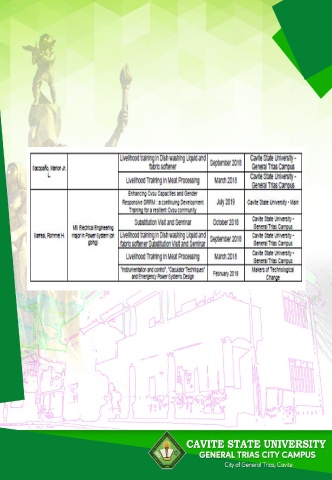 Livelihood training in Dish washing Liquid and
fabric softener
September 2018
Cavite State University -
General Trias Campus
Marlon Jr.
L.
Livelihood Training in Meat Processing
March 2018
Cavite State University -
General Trias Campus
Rommel H.
MS Electrical Engineering
major in Power System (on
going)
Enhancing Cvsu Capacities and Gender
Responsive DRRM : a continuing Development
Training for a resilient Cvsu community
July 2019
Cavite State University - Main
Substitution Visit and Seminar
October 2018
Cavite State University -
General Trias Campus
Livelihood training in Dish washing Liquid and
fabric softener Substitution Visit and Seminar
September 2018
Cavite State University -
General Trias Campus
Livelihood Training in Meat Processing
March 2018
Cavite State University -
General Trias Campus
"Instrumentation and control", Techniques"
and Emergency Power Systems Design
February 2018
Makers of Technological
Change
CAVITE STATE UNIVERSITY
GENERAL TRIAS CITY CAMPUS
City of General Trias, Cavite